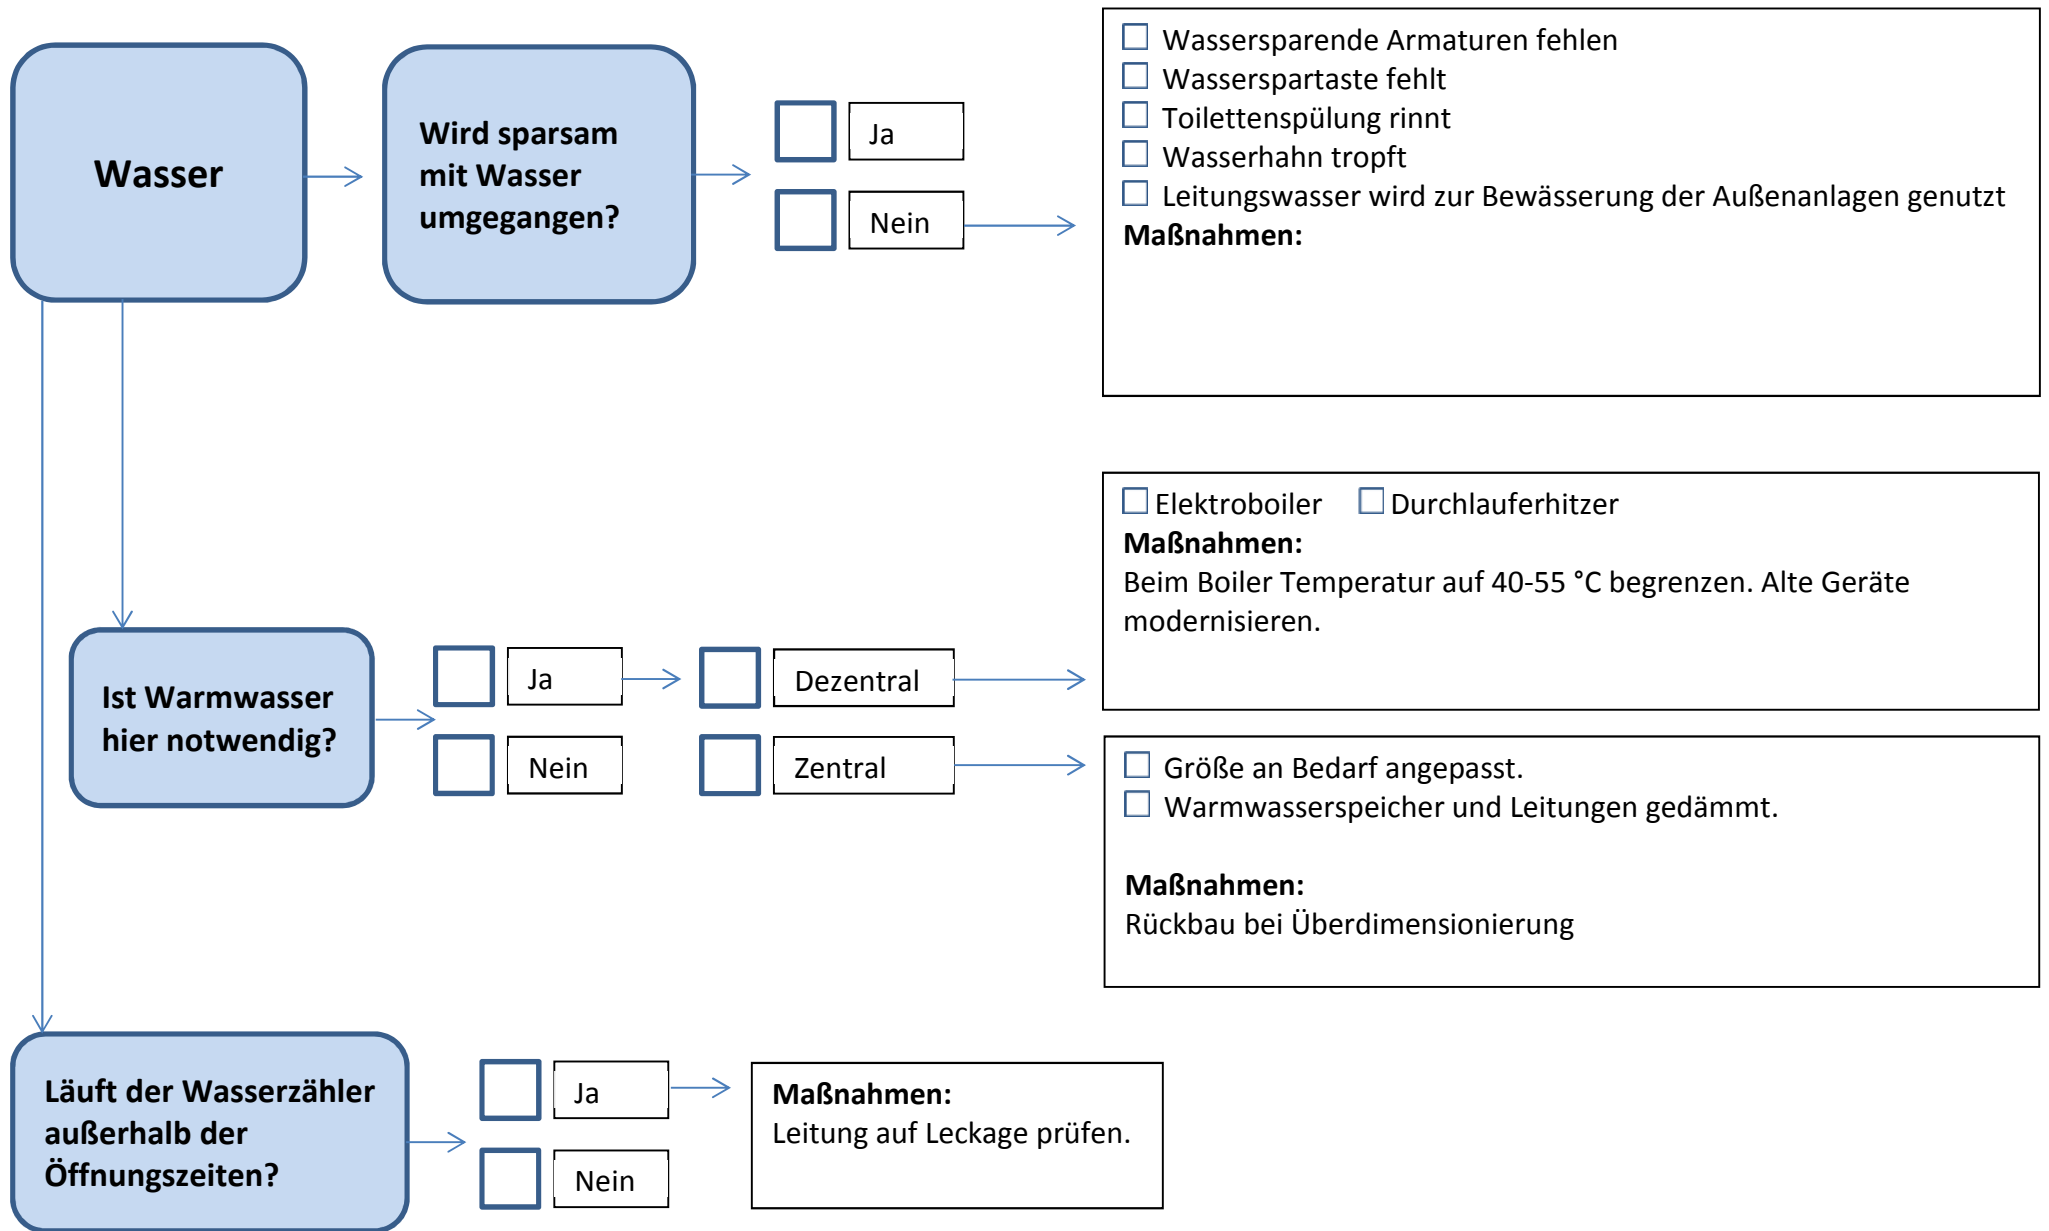 Wasser
Wird sparsam
mit Wasser
umgegangen?
Ja
Nein
Wassersparende Armaturen fehlen
Wasserspartaste fehlt
Toilettenspülung rinnt
Wasserhahn tropft
Leitungswasser wird zur Bewässerung der Außenanlagen genutzt
Maßnahmen:
Ist Warmwasser
hier notwendig?
Ja
Nein
Dezentral
Zentral
Elektroboiler Durchlauferhitzer
Maßnahmen:
Beim Boiler Temperatur auf 40-55 °C begrenzen. Alte Geräte
modernisieren.
Größe an Bedarf angepasst.
Warmwasserspeicher und Leitungen gedämmt.
Maßnahmen:
Rückbau bei Überdimensionierung
Läuft der Wasserzähler
außerhalb der
Öffnungszeiten?
Ja
Nein
Maßnahmen:
Leitung auf Leckage prüfen.